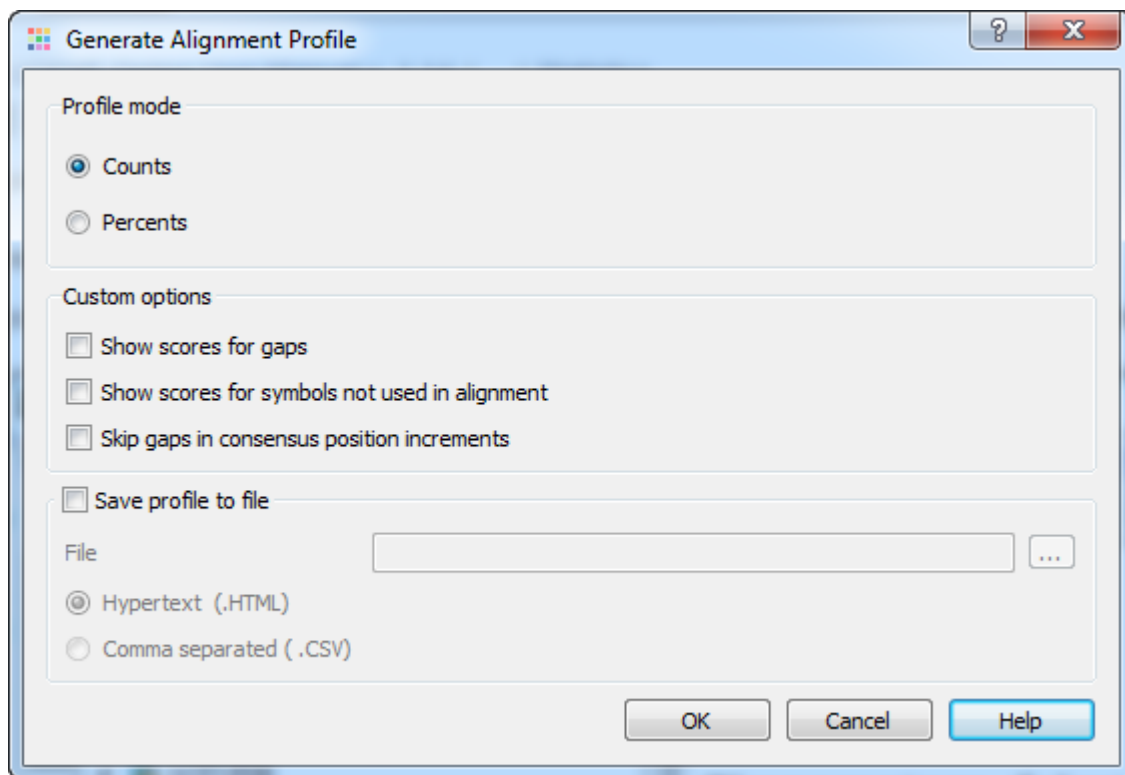 Generate Alignment Profile
?
Profile mode
Counts
Percents
Custom options
Show scores for gaps
Show scores for symbols not used in alignment
Skip gaps in consensus position increments
Save profile to file
File
...
Hypertext (.HTML)
Comma separated ( .CSV)
OK Cancel Help